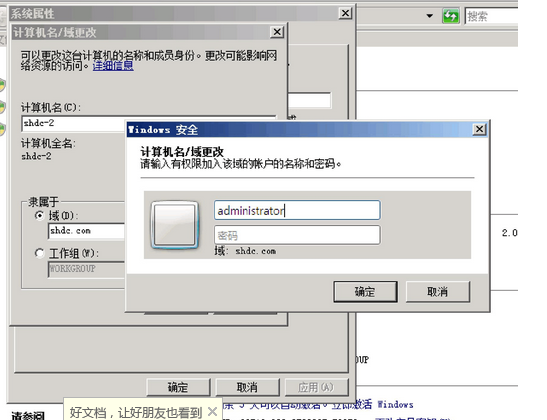 系统属性
搜索
计算机名/域更改
可以更改这台计算机的名称和成员身份。更改可能影响网
络资源的访问。详细信息
计算机名(C):
shdc-2
计算机全名:
shdc-2
隶属于
域(D):
shdc.com
工作组(W):
WORKGROUP
Windows 安全
计算机名/域更改
请输入有权限加入该域的帐户的名称和密码。
administrator
密码
域: shdc.com
确定
取消
2.0
确定
取消
应用(A)
天可以自动激活。立即激活 Windows
请参阅
好文档，让好朋友也看到